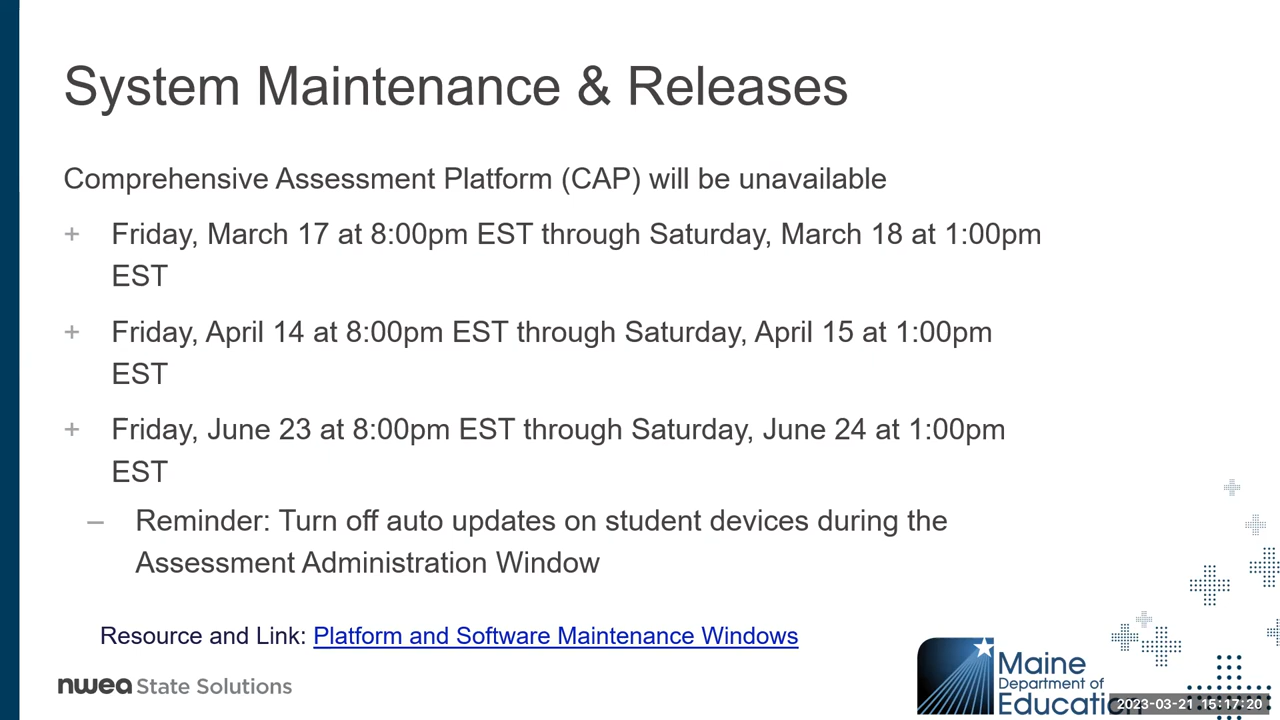 System Maintenance & Releases
Comprehensive Assessment Platform (CAP) will be unavailable
+ Friday, March 17 at 8:00pm EST through Saturday, March 18 at 1:00pm
EST
+ Friday, April 14 at 8:00pm EST through Saturday, April 15 at 1:00pm
EST
+ Friday, June 23 at 8:00pm EST through Saturday, June 24 at 1:00pm
EST
– Reminder: Turn off auto updates on student devices during the
Assessment Administration Window
Resource and Link: Platform and Software Maintenance Windows
nwea State Solutions
Maine
Department of
Education
2023-03-21 15:17:20